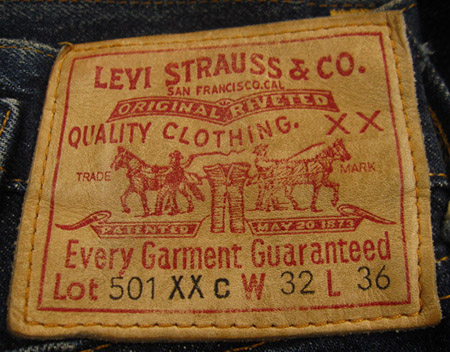 LEVI STRAUSS & CO.
SAN FRANCISCO.CAL
ORIGINAL RIVETED
QUALITY CLOTHING. XX
TRADE MARK
PATENTED MAY 20 1873
Every Garment Guaranteed
Lot 501 XX C W 32 L 36